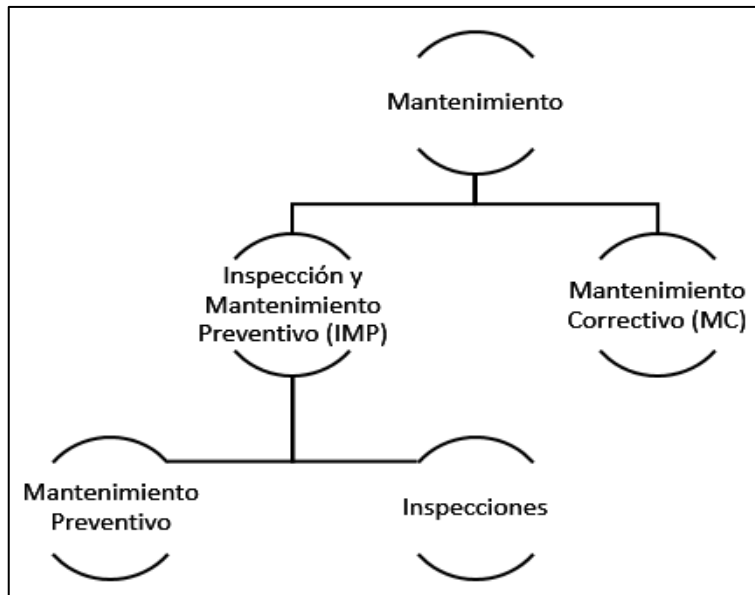 Mantenimiento
Inspección y
Mantenimiento
Preventivo (IMP)
Mantenimiento
Correctivo (MC)
Mantenimiento
Preventivo
Inspecciones